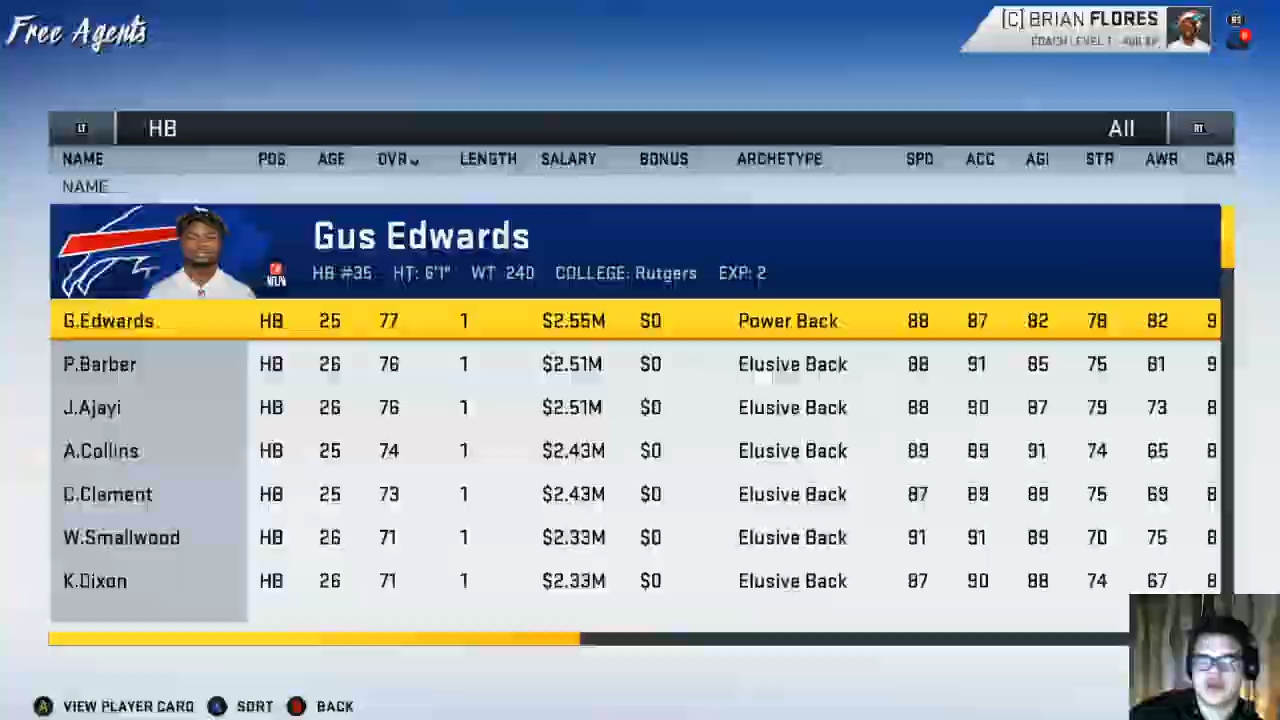 Free Agents
[C] BRIAN FLORES
COACH LEVEL 1
HB All
NAME POS AGE OVR LENGTH SALARY BONUS ARCHETYPE SPD ACC AGI STR AWR CAR
NAME
Gus Edwards
HB #35 HT: 6'1" WT 240 COLLEGE: Rutgers EXP: 2
G.Edwards HB 25 77 1 $2.55M $0 Power Back 88 87 82 78 82 9
P.Barber HB 26 76 1 $2.51M $0 Elusive Back 88 91 85 75 81 9
J.Ajayi HB 26 76 1 $2.51M $0 Elusive Back 88 90 87 79 73 8
A.Collins HB 25 74 1 $2.43M $0 Elusive Back 89 89 91 74 65 8
C.Clement HB 25 73 1 $2.43M $0 Elusive Back 87 89 89 75 69 8
W.Smallwood HB 26 71 1 $2.33M $0 Elusive Back 91 91 89 70 75 8
K.Dixon HB 26 71 1 $2.33M $0 Elusive Back 87 90 88 74 67 8
A VIEW PLAYER CARD SORT BACK